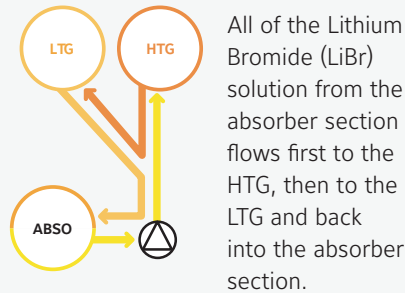 LTG
HTG
ABSO
All of the Lithium
Bromide (LiBr)
solution from the
absorber section
flows first to the
HTG, then to the
LTG and back
into the absorber
section.